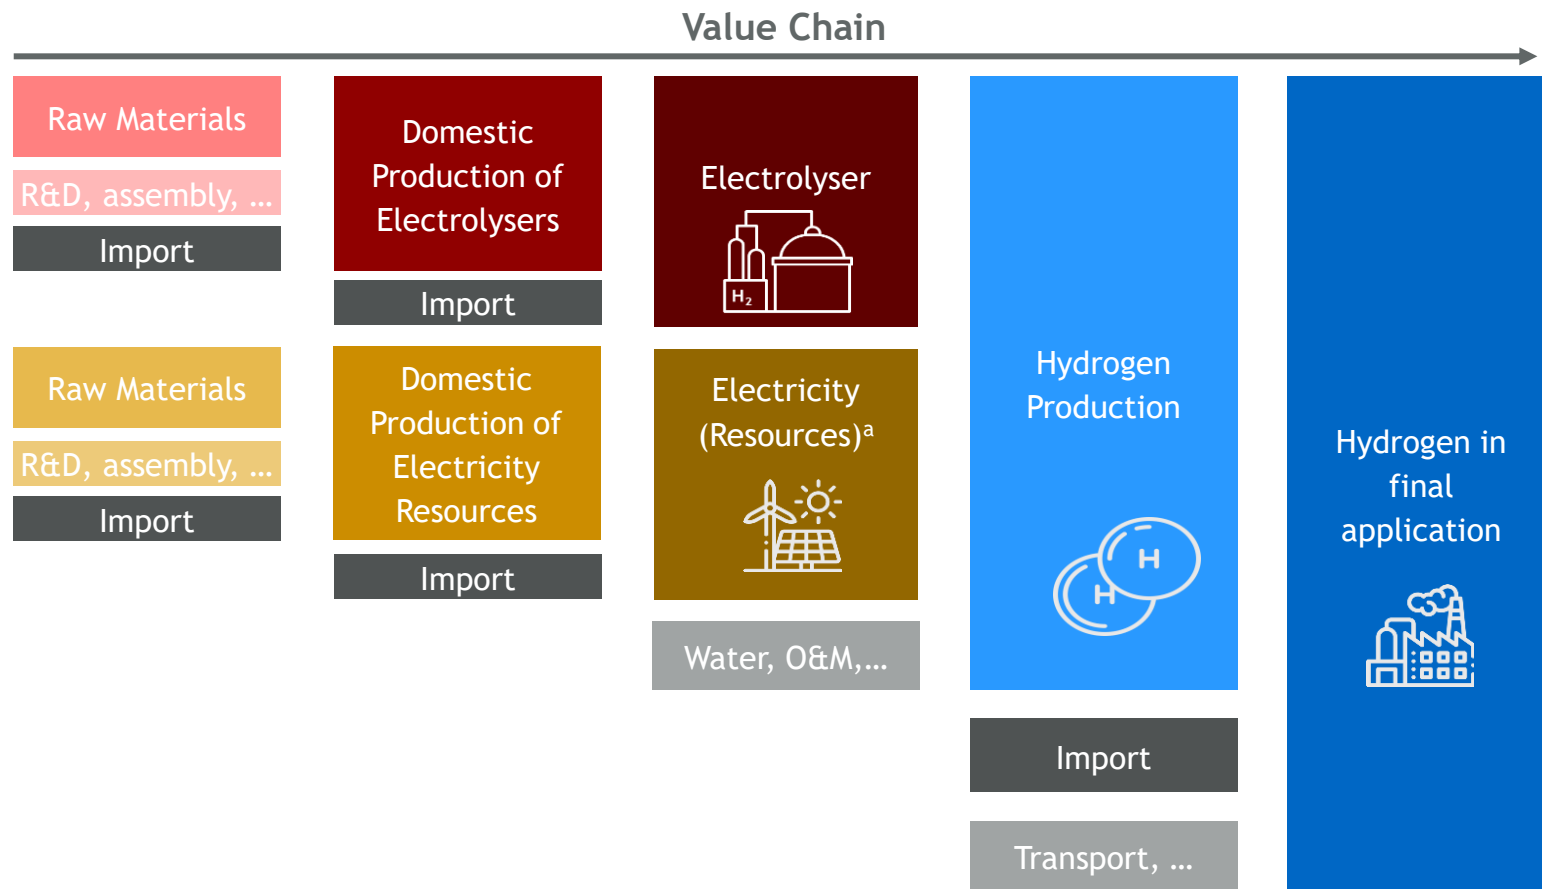 Value Chain
Raw Materials
R&D, assembly, …
Import
Raw Materials
R&D, assembly, …
Import
Domestic
Production of
Electrolysers
Import
Domestic
Production of
Electricity
Resources
Import
Electrolyser
H₂
Electricity
(Resources)ᵃ
Water, O&M,…
Hydrogen
Production
H
H
Import
Transport, …
Hydrogen in
final
application